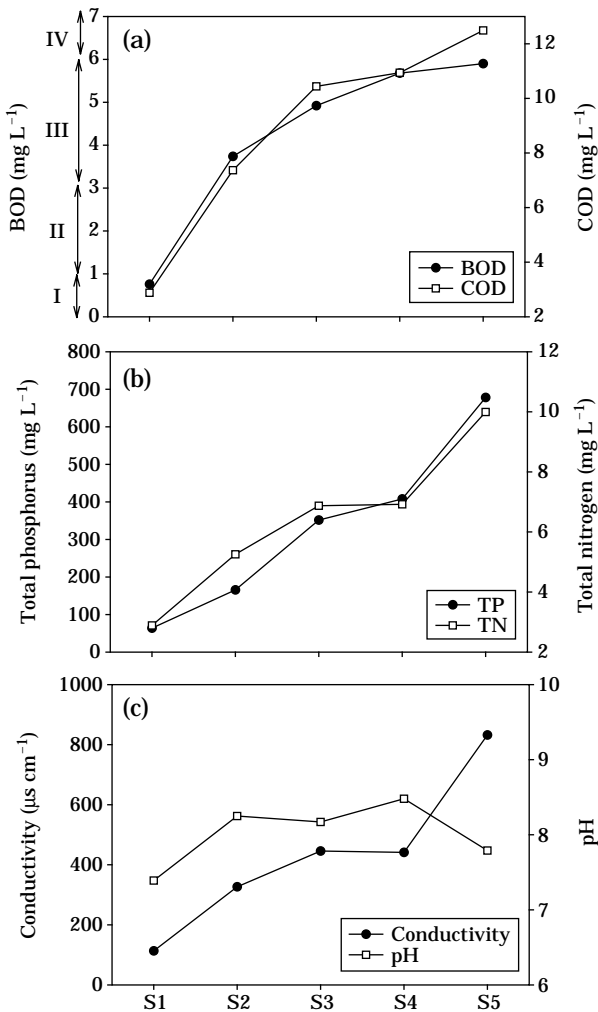 (a)
BOD (mg L⁻¹)
IV
III
II
I
7
6
5
4
3
2
1
0
12
10
8
6
4
2
COD (mg L⁻¹)
BOD
COD
(b)
Total phosphorus (mg L⁻¹)
800
700
600
500
400
300
200
100
0
12
10
8
6
4
2
Total nitrogen (mg L⁻¹)
TP
TN
(c)
Conductivity (µs cm⁻¹)
1000
800
600
400
200
0
10
9
8
7
6
pH
Conductivity
pH
S1 S2 S3 S4 S5